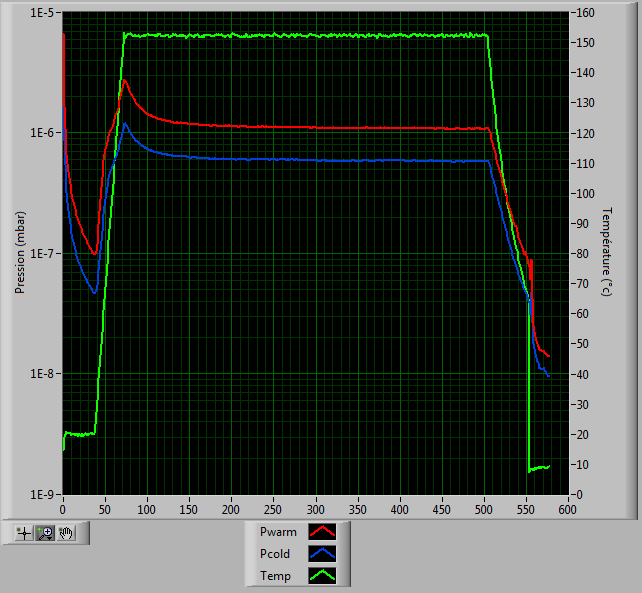 1E-5
1E-6
1E-7
1E-8
1E-9
Pression (mbar)
160
150
140
130
120
110
100
90
80
70
60
50
40
30
20
10
0
Température (°c)
0 50 100 150 200 250 300 350 400 450 500 550 600
Pwarm
Pcold
Temp